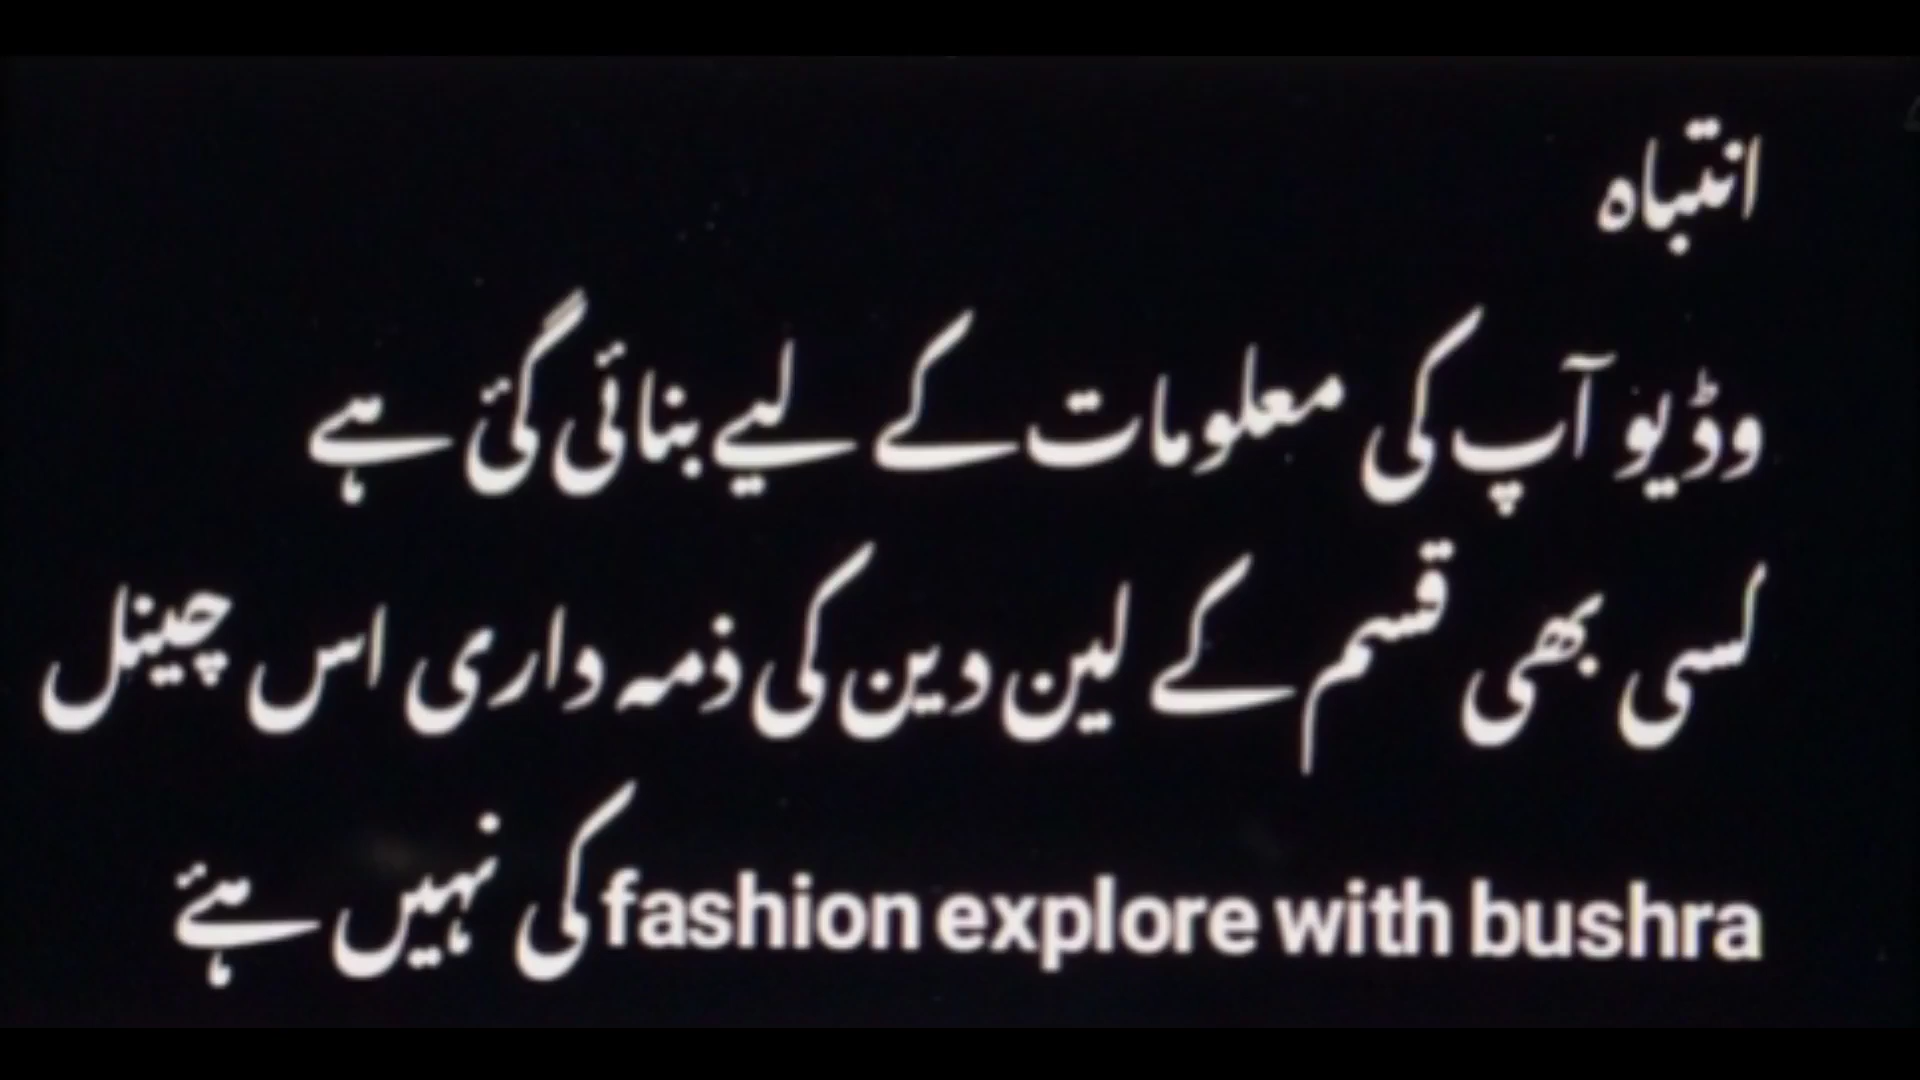 انتباہ
وڈیو آپ کی معلومات کے لیے بنائی گئ ہے
کسی بھی قسم کے لین دین کی ذمہ داری اس چینل
fashion explore with bushra کی نہیں ہئے